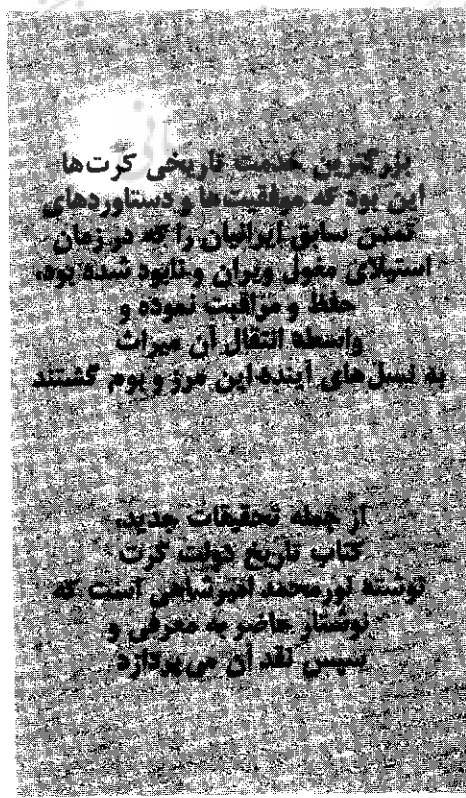 بزرگترین خدمت تاریخی کرت‌ها
این بود که موفقیت‌ها و دستاوردهای
تمدن سابق ایرانیان را که در زمان
استیلای مغول ویران و نابود شده بود،
حفظ و مراقبت نموده و
واسطه انتقال آن میراث
به نسل‌های آینده این مرز و بوم گشتند
از جمله تحقیقات جدید،
کتاب تاریخ دولت کرت
نوشته نورمحمد امیرشاهی است که
نوشتار حاضر به معرفی و
سپس نقد آن می‌پردازد